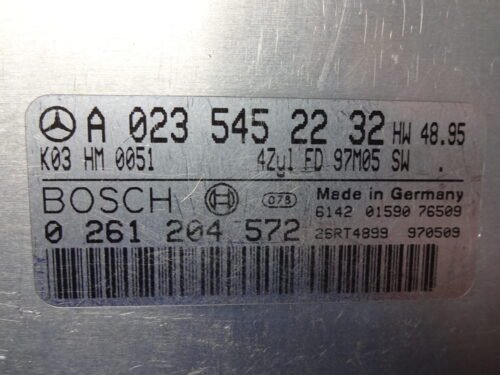 A 023 545 22 32 HW 48.95
K03 HM 0051 4Zyl FD 97M05 SW .
BOSCH 078 Made in Germany
6142 01590 76509
0 261 204 572 26RT4899 970509